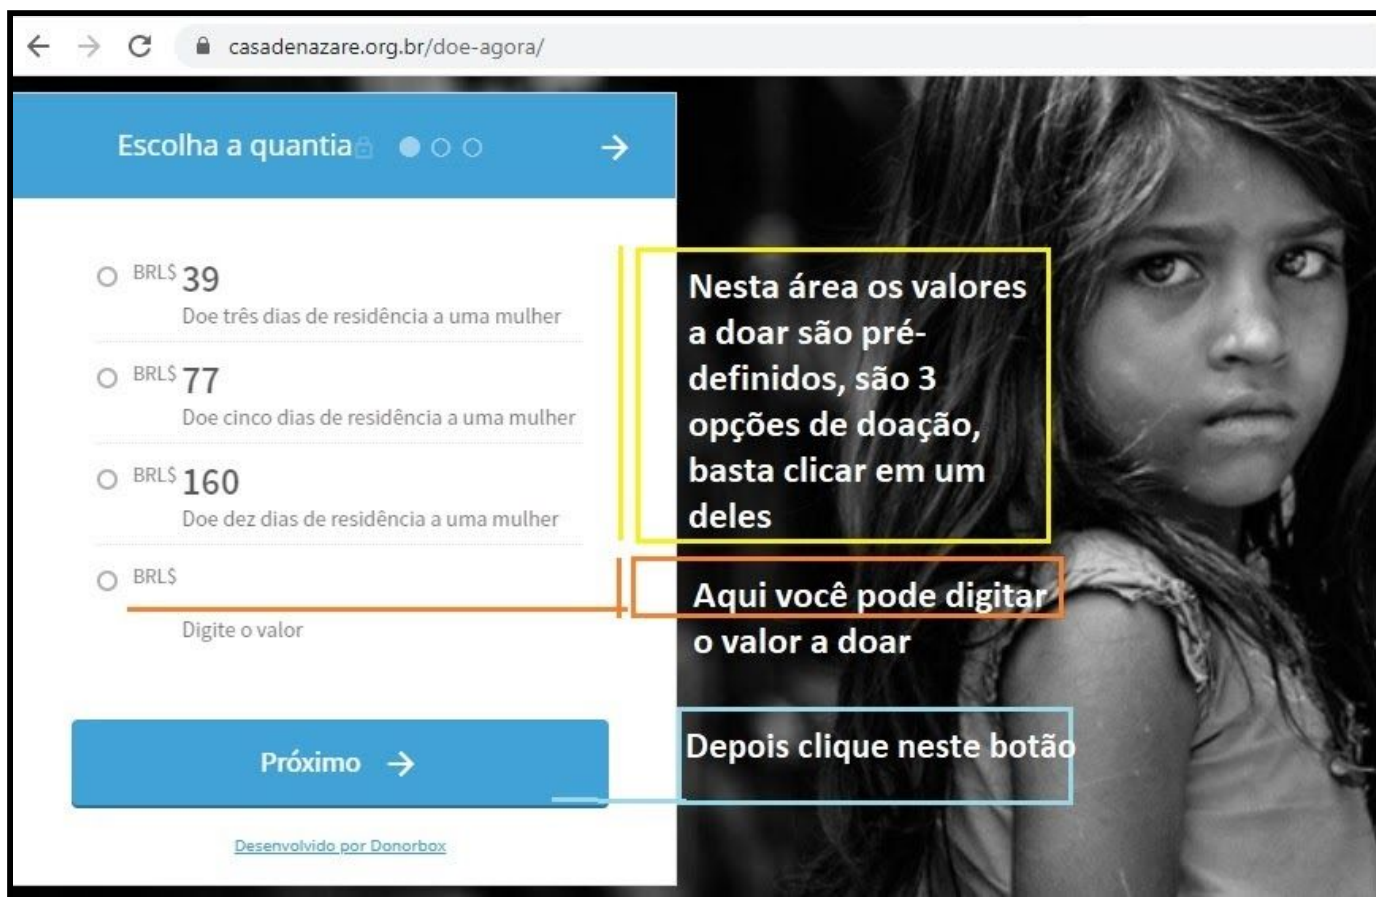 casadenazare.org.br/doe-agora/
Escolha a quantia
BRL$ 39
Doe três dias de residência a uma mulher
BRL$ 77
Doe cinco dias de residência a uma mulher
BRL$ 160
Doe dez dias de residência a uma mulher
BRL$
Digite o valor
Próximo →
Desenvolvido por Donorbox
Nesta área os valores
a doar são pré-
definidos, são 3
opções de doação,
basta clicar em um
deles
Aqui você pode digitar
o valor a doar
Depois clique neste botão